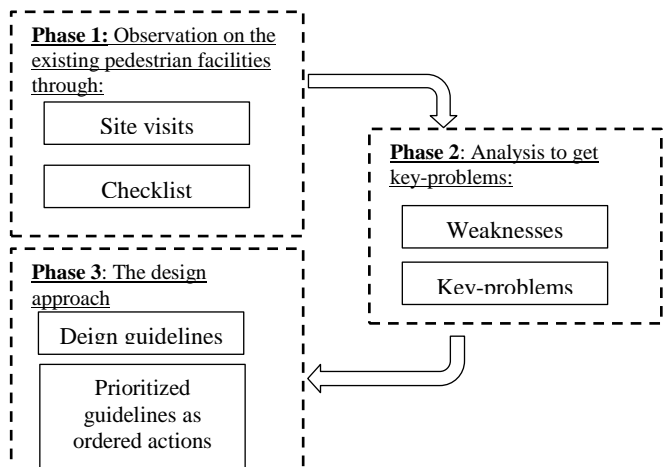 Phase 1: Observation on the
existing pedestrian facilities
through:
Site visits
Checklist
Phase 2: Analysis to get
key-problems:
Weaknesses
Key-problems
Phase 3: The design
approach
Deign guidelines
Prioritized
guidelines as
ordered actions